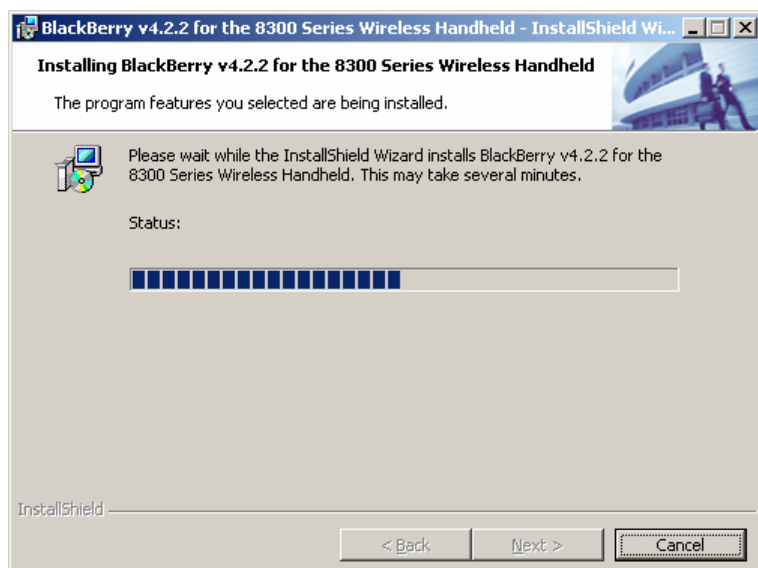 BlackBerry v4.2.2 for the 8300 Series Wireless Handheld - InstallShield Wi...
Installing BlackBerry v4.2.2 for the 8300 Series Wireless Handheld
The program features you selected are being installed.
Please wait while the InstallShield Wizard installs BlackBerry v4.2.2 for the
8300 Series Wireless Handheld. This may take several minutes.
Status:
InstallShield
< Back
Next >
Cancel